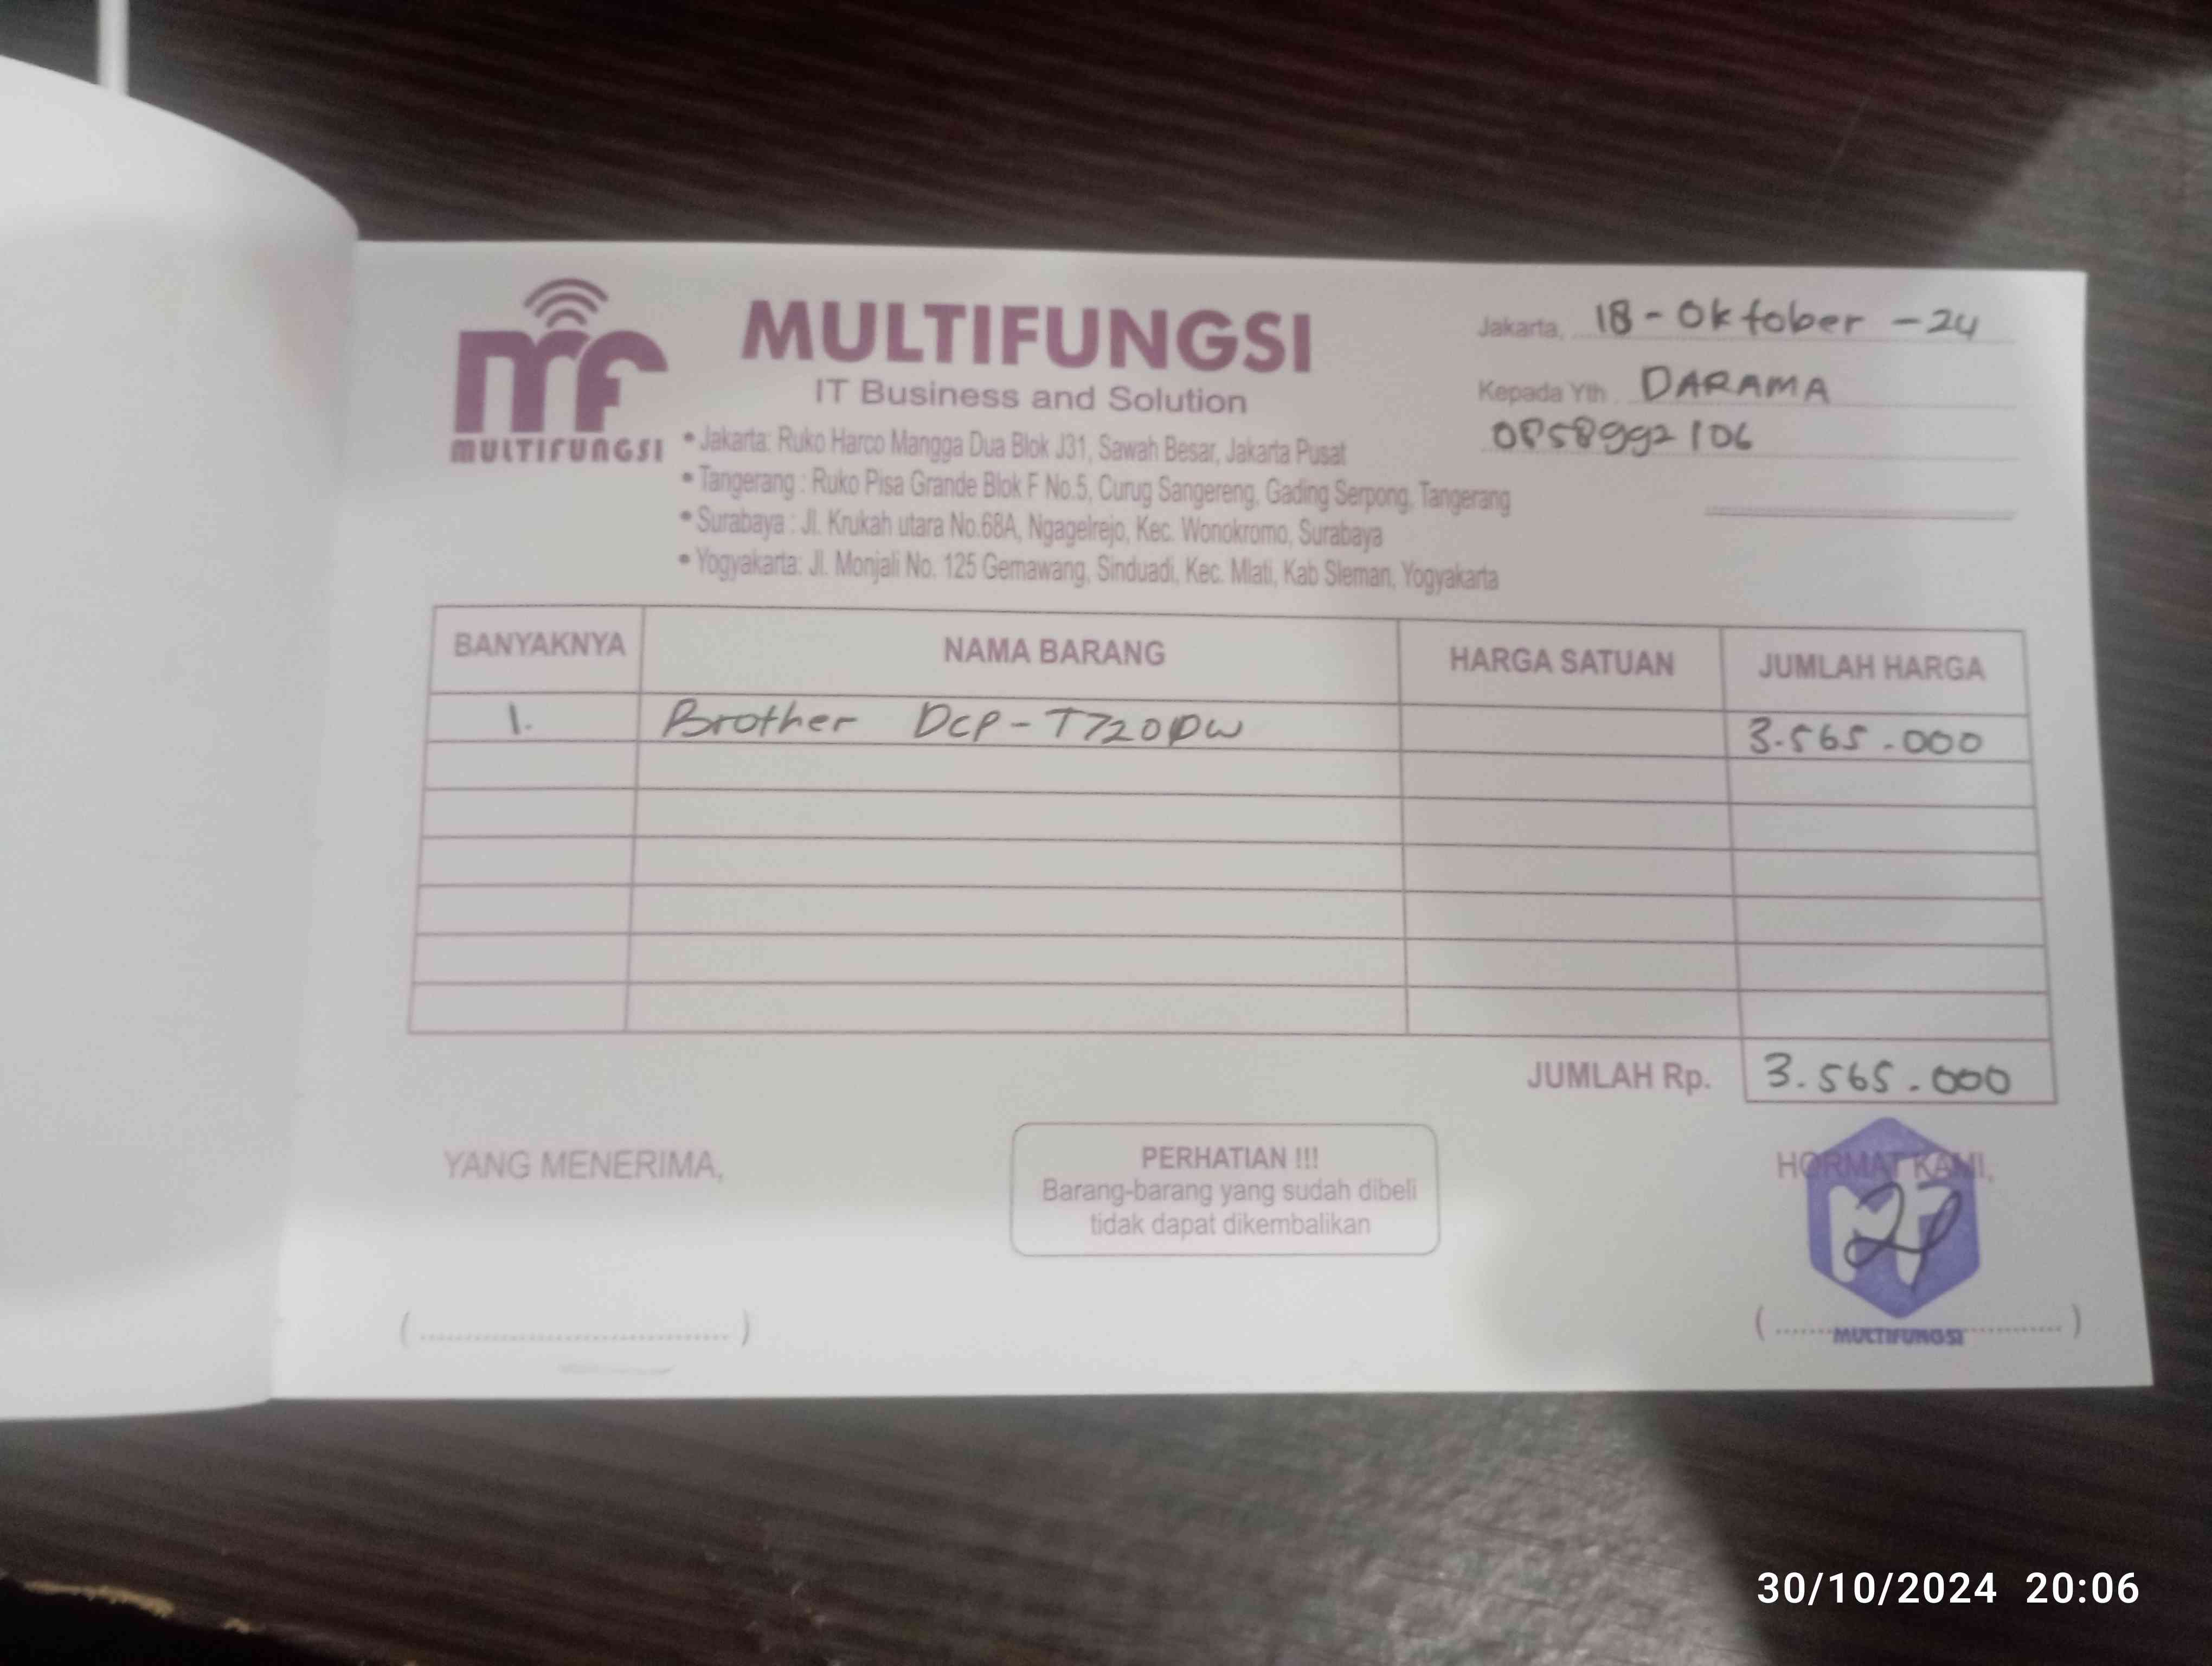 MULTIFUNGSI
MULTIFUNGSI
IT Business and Solution
• Jakarta: Ruko Harco Mangga Dua Blok J31, Sawah Besar, Jakarta Pusat
• Tangerang : Ruko Pisa Grande Blok F No.5, Curug Sangereng, Gading Serpong, Tangerang
• Surabaya : Jl. Krukah utara No.68A, Ngagelrejo, Kec. Wonokromo, Surabaya
• Yogyakarta: Jl. Monjali No. 125 Gemawang, Sinduadi, Kec. Mlati, Kab Sleman, Yogyakarta
Jakarta, 18 - Oktober - 24
Kepada Yth. DARAMA
0858992106
BANYAKNYA NAMA BARANG HARGA SATUAN JUMLAH HARGA
1. Brother DCP - T720DW 3.565.000
JUMLAH Rp. 3.565.000
YANG MENERIMA,
PERHATIAN !!!
Barang-barang yang sudah dibeli
tidak dapat dikembalikan
HORMAT KAMI,
MULTIFUNGSI
30/10/2024 20:06